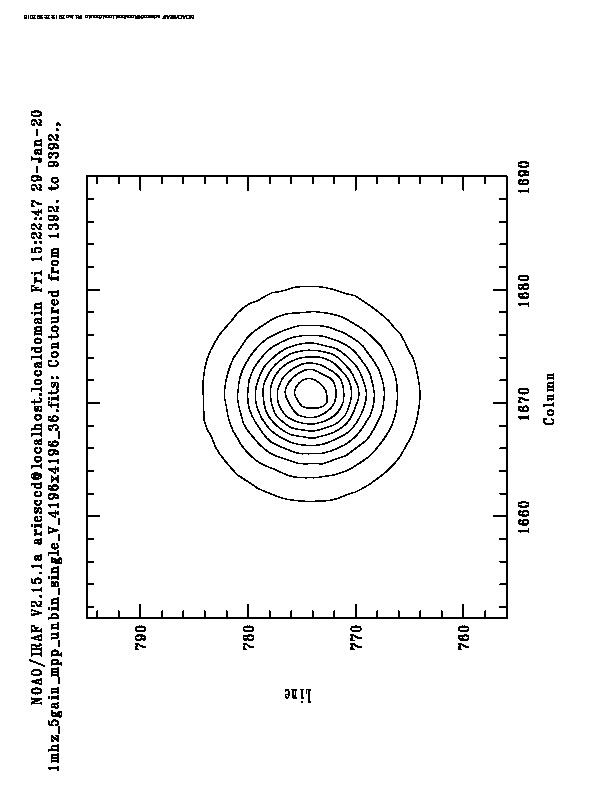 NOAO/IRAF V2.15.1a ariesccd@localhost.localdomain Fri 15:22:47 29-Jan-20
1mhz_5gain_mpp_unbin_single_V_4196x4196_36.fits: Contoured from 1392. to 9392.,
1690
1680
1670
1660
Column
790
780
770
760
line